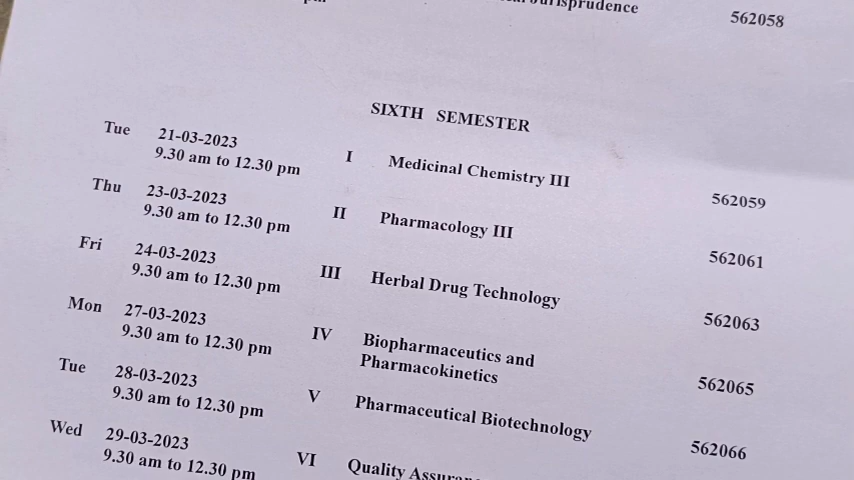 562058
SIXTH SEMESTER
Tue 21-03-2023
9.30 am to 12.30 pm I Medicinal Chemistry III 562059
Thu 23-03-2023
9.30 am to 12.30 pm II Pharmacology III 562061
Fri 24-03-2023
9.30 am to 12.30 pm III Herbal Drug Technology 562063
Mon 27-03-2023
9.30 am to 12.30 pm IV Biopharmaceutics and
Pharmacokinetics 562065
Tue 28-03-2023
9.30 am to 12.30 pm V Pharmaceutical Biotechnology 562066
Wed 29-03-2023
9.30 am to 12.30 pm VI Quality